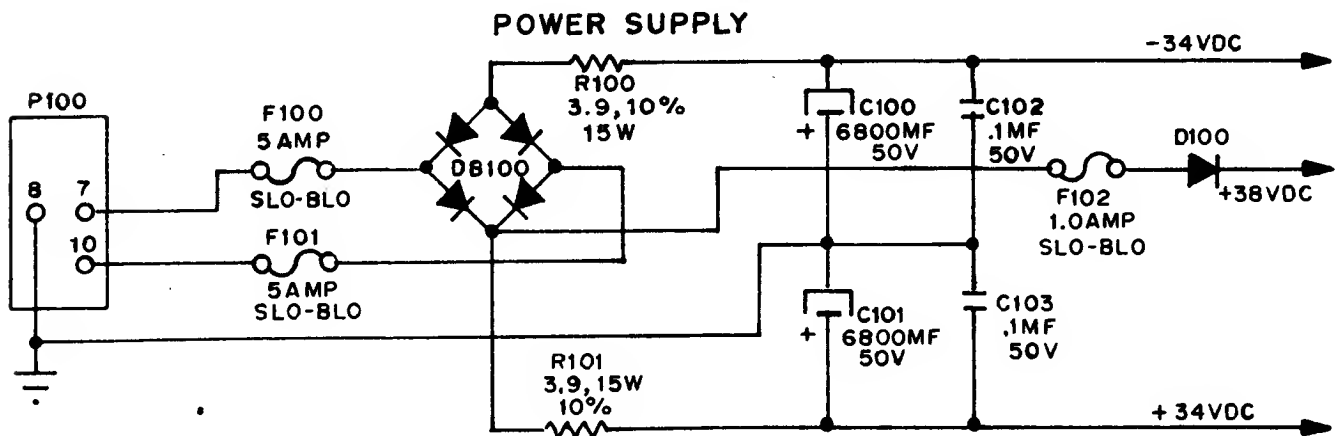 POWER SUPPLY
-34VDC
P100
8
7
10
F100
5 AMP
SLO-BLO
F101
5AMP
SLO-BLO
DB100
R100
3.9, 10%
15W
+
C100
6800MF
50V
C102
.1MF
50V
D100
+38VDC
F102
1.0AMP
SLO-BLO
+
C101
6800MF
50V
C103
.1MF
50V
R101
3.9, 15W
10%
+34VDC